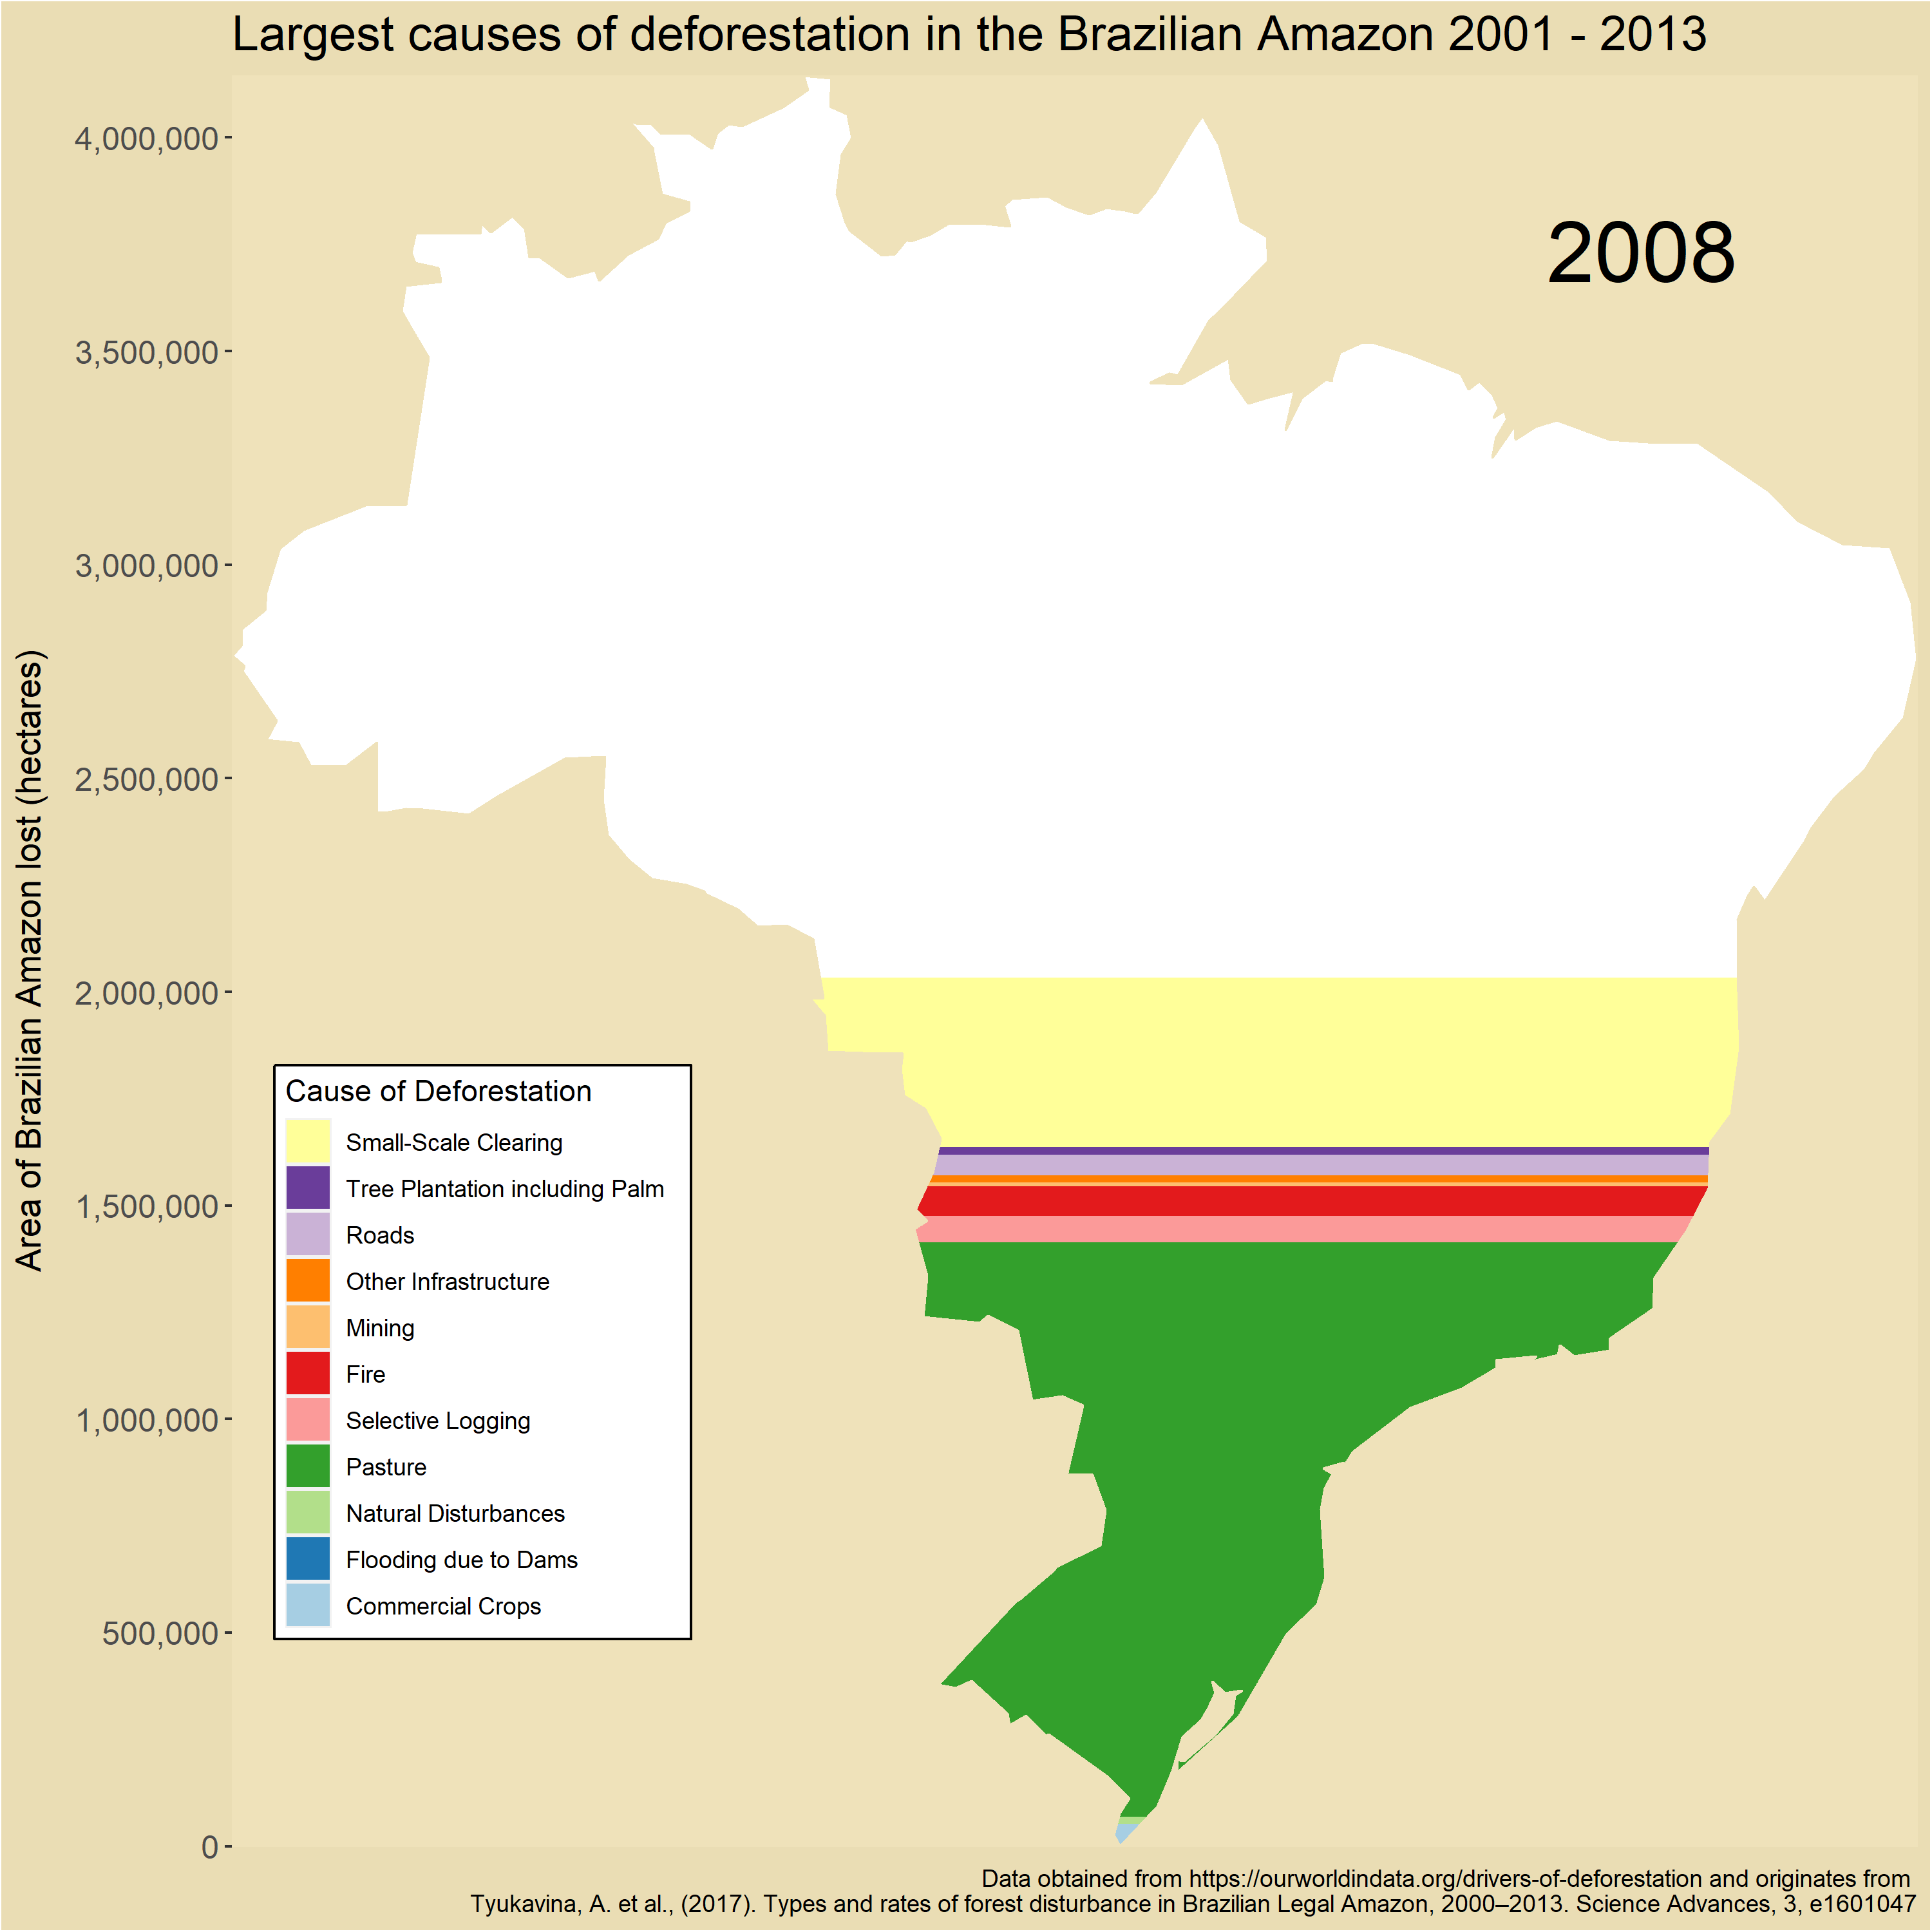 Largest causes of deforestation in the Brazilian Amazon 2001 - 2013
2008
Area of Brazilian Amazon lost (hectares)
4,000,000
3,500,000
3,000,000
2,500,000
2,000,000
1,500,000
1,000,000
500,000
0
Cause of Deforestation
Small-Scale Clearing
Tree Plantation including Palm
Roads
Other Infrastructure
Mining
Fire
Selective Logging
Pasture
Natural Disturbances
Flooding due to Dams
Commercial Crops
Data obtained from https://ourworldindata.org/drivers-of-deforestation and originates from
Tyukavina, A. et al., (2017). Types and rates of forest disturbance in Brazilian Legal Amazon, 2000–2013. Science Advances, 3, e1601047